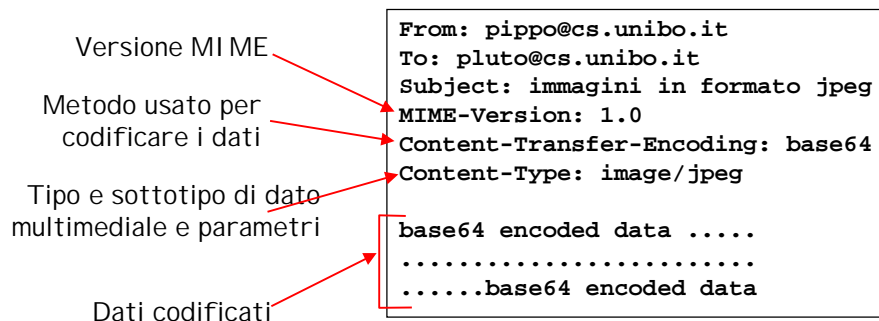 Versione MIME
Metodo usato per
codificare i dati
Tipo e sottotipo di dato
multimediale e parametri
Dati codificati
From: pippo@cs.unibo.it
To: pluto@cs.unibo.it
Subject: immagini in formato jpeg
MIME-Version: 1.0
Content-Transfer-Encoding: base64
Content-Type: image/jpeg
base64 encoded data .....
..........................
......base64 encoded data